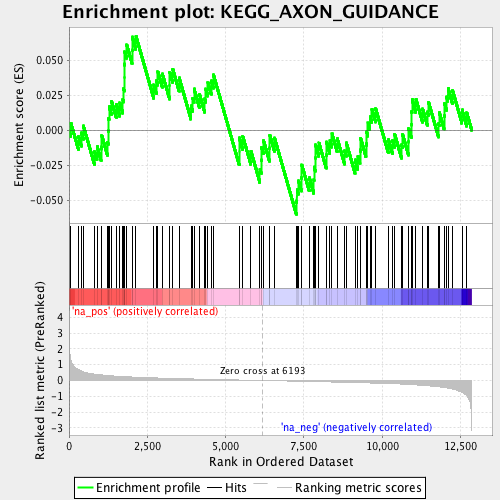 Enrichment plot: KEGG_AXON_GUIDANCE
Enrichment score (ES)
0.050
0.025
0.000
-0.025
-0.050
'na_pos' (positively correlated)
Ranked list metric (PreRanked)
4
3
2
1
0
-1
-2
-3
Zero cross at 6193
'na_neg' (negatively correlated)
0
2,500
5,000
7,500
10,000
12,500
Rank in Ordered Dataset
Enrichment profile
Hits
Ranking metric scores